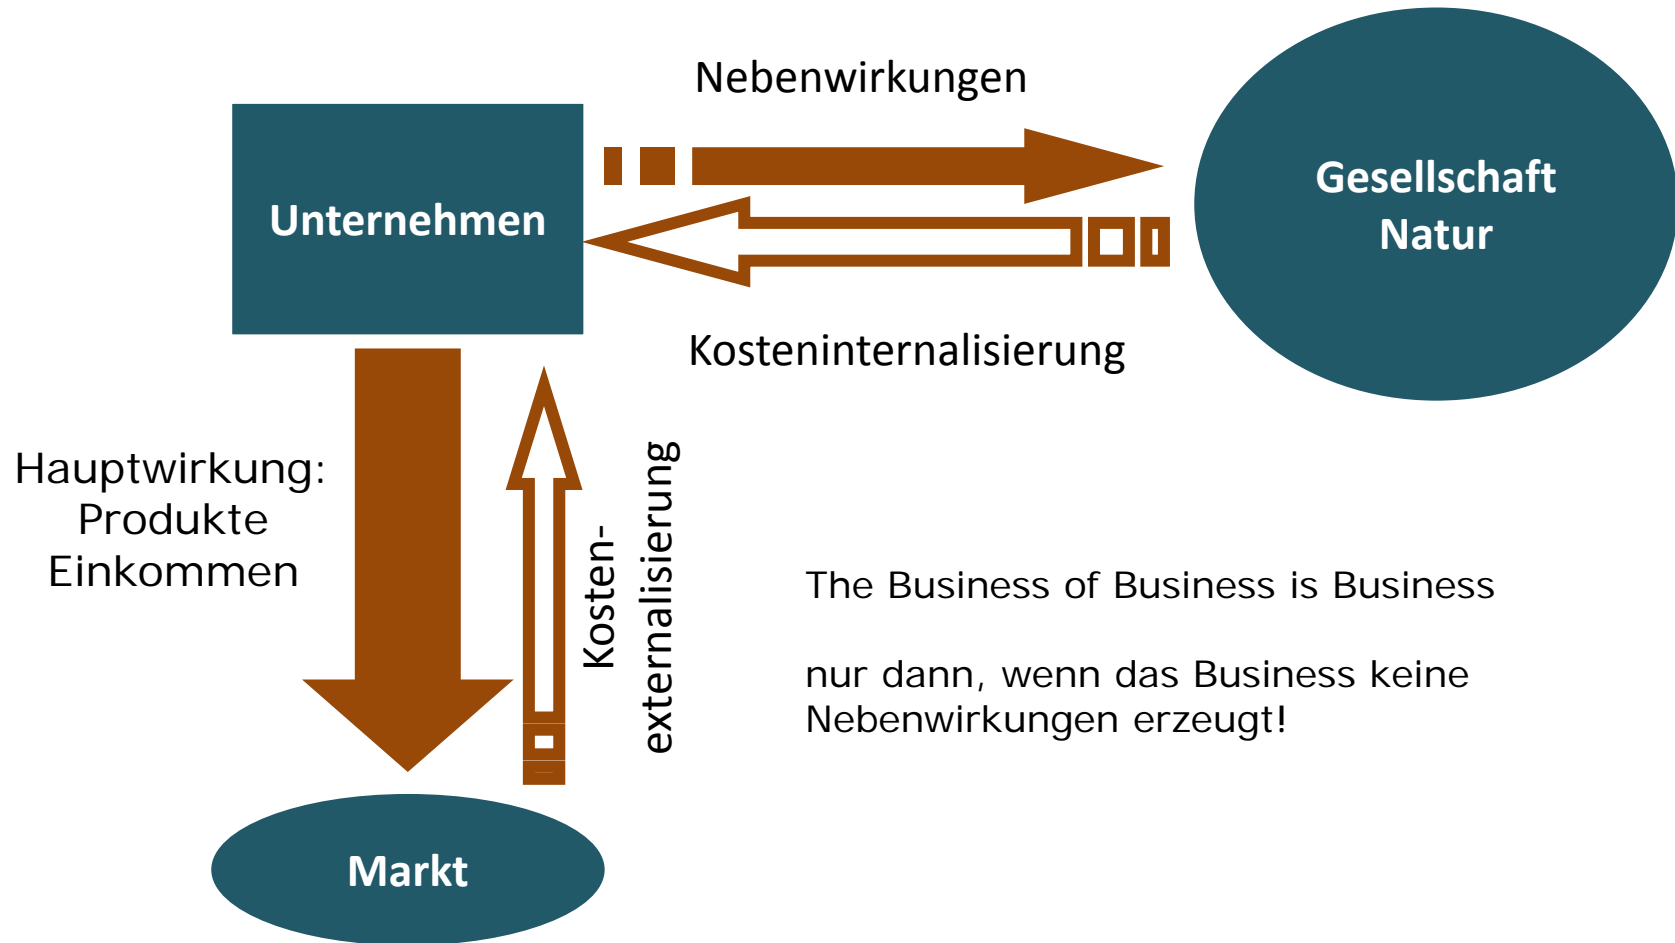 Nebenwirkungen
Unternehmen
Gesellschaft
Natur
Kosteninternalisierung
Hauptwirkung:
Produkte
Einkommen
Kosten-
externalisierung
The Business of Business is Business
nur dann, wenn das Business keine
Nebenwirkungen erzeugt!
Markt